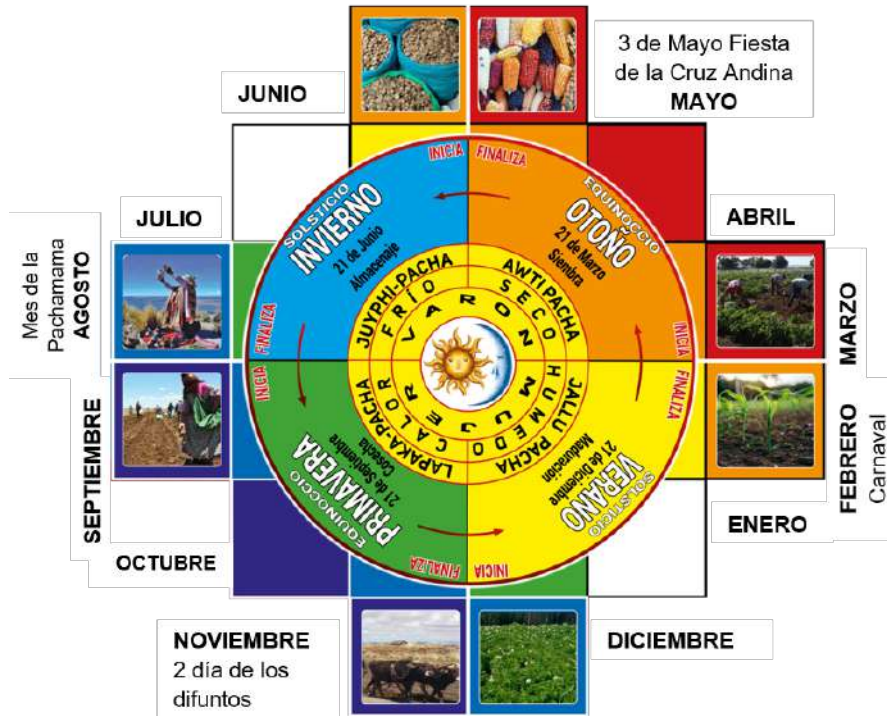 3 de Mayo Fiesta
de la Cruz Andina
MAYO
JUNIO
JULIO
Mes de la
Pachamama
AGOSTO
SEPTIEMBRE
OCTUBRE
NOVIEMBRE
2 día de los
difuntos
DICIEMBRE
ENERO
FEBRERO
Carnaval
MARZO
ABRIL
INICIA
SOLSTICIO
INVIERNO
21 de Junio
Almacenaje
FINALIZA
JUYPHI-PACHA
FRÍO
INICIA
EQUINOCCIO
PRIMAVERA
21 de Septiembre
Cosecha
FINALIZA
LAPAKA-PACHA
CALOR
INICIA
SOLSTICIO
VERANO
21 de Diciembre
Maduración
FINALIZA
JALLU PACHA
HUMEDO
INICIA
EQUINOCCIO
OTOÑO
21 de Marzo
Siembra
FINALIZA
AWTI PACHA
SECO
VARON
MUJER